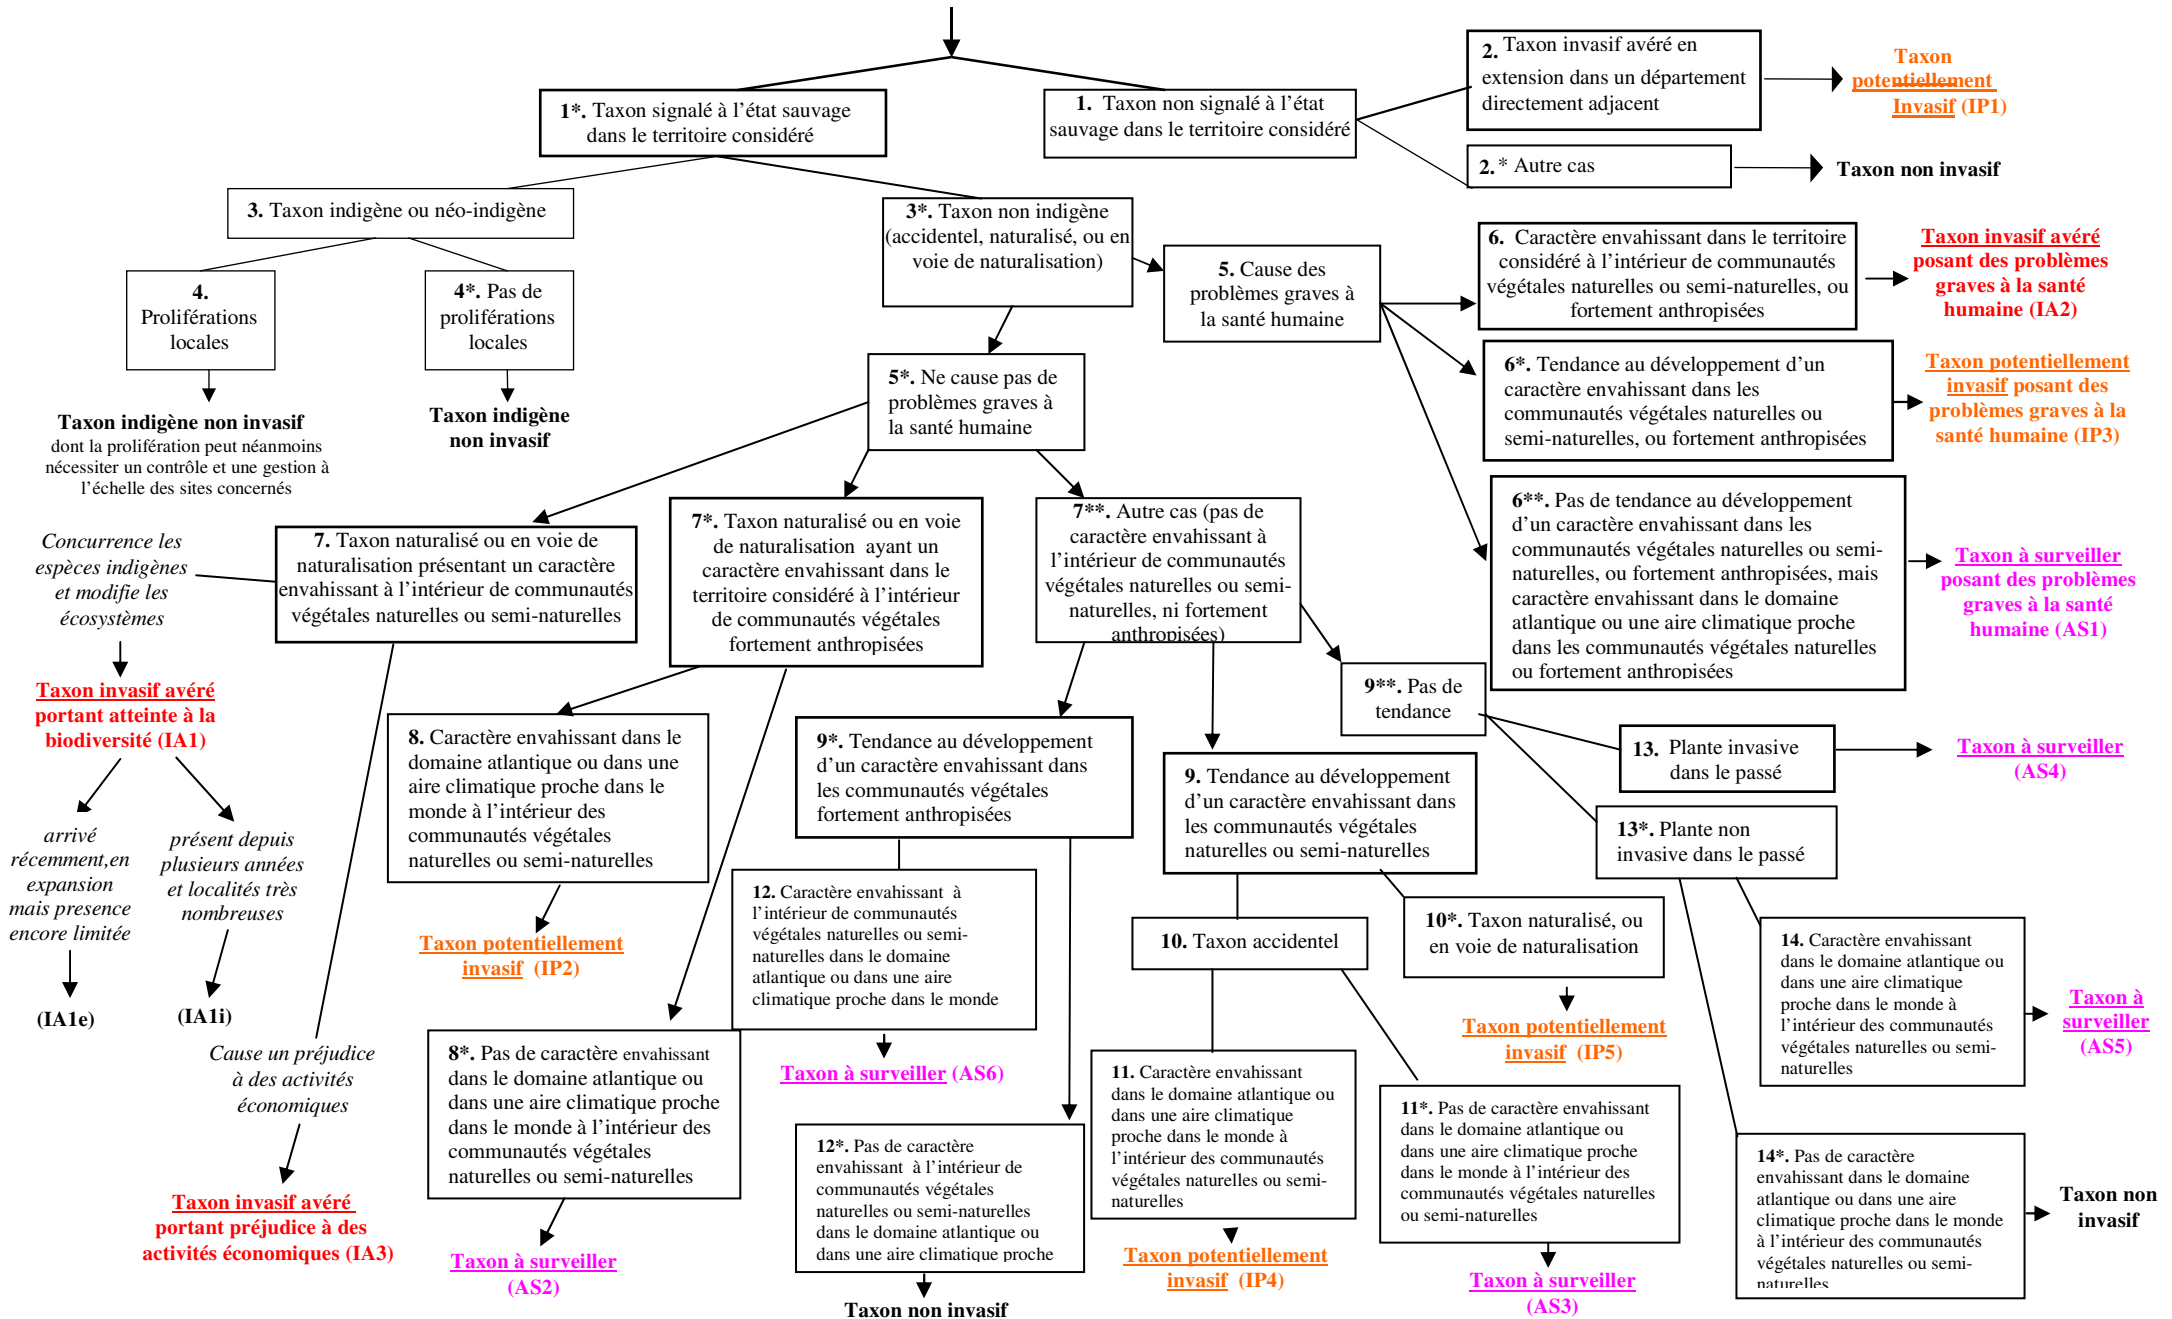 1*. Taxon signalé à l'état sauvage
dans le territoire considéré
1. Taxon non signalé à l'état
sauvage dans le territoire considéré
2. Taxon invasif avéré en
extension dans un département
directement adjacent
Taxon
potentiellement
Invasif (IP1)
2.* Autre cas
Taxon non invasif
3. Taxon indigène ou néo-indigène
3*. Taxon non indigène
(accidentel, naturalisé, ou en
voie de naturalisation)
4.
Proliférations
locales
4*. Pas de
proliférations
locales
Taxon indigène non invasif
dont la prolifération peut néanmoins
nécessiter un contrôle et une gestion à
l'échelle des sites concernés
Taxon indigène
non invasif
5. Cause des
problèmes graves à
la santé humaine
5*. Ne cause pas de
problèmes graves à
la santé humaine
6. Caractère envahissant dans le territoire
considéré à l'intérieur de communautés
végétales naturelles ou semi-naturelles, ou
fortement anthropisées
Taxon invasif avéré
posant des problèmes
graves à la santé
humaine (IA2)
6*. Tendance au développement d'un
caractère envahissant dans les
communautés végétales naturelles ou
semi-naturelles, ou fortement anthropisées
Taxon potentiellement
invasif posant des
problèmes graves à la
santé humaine (IP3)
6**. Pas de tendance au développement
d'un caractère envahissant dans les
communautés végétales naturelles ou semi-
naturelles, ou fortement anthropisées, mais
caractère envahissant dans le domaine
atlantique ou une aire climatique proche
dans les communautés végétales naturelles
ou fortement anthropisées
Taxon à surveiller
posant des problèmes
graves à la santé
humaine (AS1)
Concurrence les
espèces indigènes
et modifie les
écosystèmes
7. Taxon naturalisé ou en voie de
naturalisation présentant un caractère
envahissant à l'intérieur de communautés
végétales naturelles ou semi-naturelles
7*. Taxon naturalisé ou en voie
de naturalisation ayant un
caractère envahissant dans le
territoire considéré à l'intérieur
de communautés végétales
fortement anthropisées
7**. Autre cas (pas de
caractère envahissant à
l'intérieur de communautés
végétales naturelles ou semi-
naturelles, ni fortement
anthropisées)
Taxon invasif avéré
portant atteinte à la
biodiversité (IA1)
arrivé
récemment,en
expansion
mais presence
encore limitée
présent depuis
plusieurs années
et localités très
nombreuses
(IA1e)
(IA1i)
Cause un préjudice
à des activités
économiques
Taxon invasif avéré
portant préjudice à des
activités économiques (IA3)
8. Caractère envahissant dans le
domaine atlantique ou dans une
aire climatique proche dans le
monde à l'intérieur des
communautés végétales
naturelles ou semi-naturelles
Taxon potentiellement
invasif (IP2)
8*. Pas de caractère envahissant
dans le domaine atlantique ou
dans une aire climatique proche
dans le monde à l'intérieur des
communautés végétales
naturelles ou semi-naturelles
Taxon à surveiller
(AS2)
9*. Tendance au développement
d'un caractère envahissant dans
les communautés végétales
fortement anthropisées
9. Tendance au développement
d'un caractère envahissant dans
les communautés végétales
naturelles ou semi-naturelles
9**. Pas de
tendance
12. Caractère envahissant à
l'intérieur de communautés
végétales naturelles ou semi-
naturelles dans le domaine
atlantique ou dans une aire
climatique proche dans le monde
Taxon à surveiller (AS6)
12*. Pas de caractère
envahissant à l'intérieur de
communautés végétales
naturelles ou semi-naturelles
dans le domaine atlantique ou
dans une aire climatique proche
Taxon non invasif
10. Taxon accidentel
10*. Taxon naturalisé, ou
en voie de naturalisation
Taxon potentiellement
invasif (IP5)
11. Caractère envahissant
dans le domaine atlantique ou
dans une aire climatique
proche dans le monde à
l'intérieur des communautés
végétales naturelles ou semi-
naturelles
Taxon potentiellement
invasif (IP4)
11*. Pas de caractère envahissant
dans le domaine atlantique ou
dans une aire climatique proche
dans le monde à l'intérieur des
communautés végétales naturelles
ou semi-naturelles
Taxon à surveiller
(AS3)
13. Plante invasive
dans le passé
Taxon à surveiller
(AS4)
13*. Plante non
invasive dans le passé
14. Caractère envahissant
dans le domaine atlantique ou
dans une aire climatique
proche dans le monde à
l'intérieur des communautés
végétales naturelles ou semi-
naturelles
Taxon à
surveiller
(AS5)
14*. Pas de caractère
envahissant dans le domaine
atlantique ou dans une aire
climatique proche dans le monde
à l'intérieur des communautés
végétales naturelles ou semi-
naturelles
Taxon non
invasif